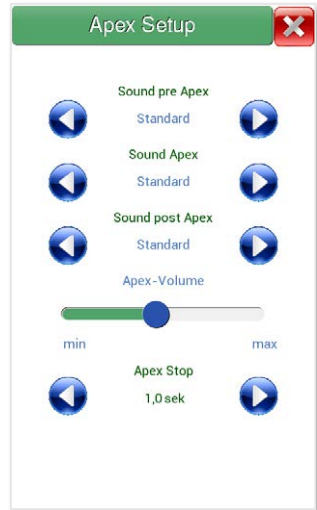 Apex Setup
Sound pre Apex
Standard
Sound Apex
Standard
Sound post Apex
Standard
Apex-Volume
min max
Apex Stop
1,0 sek